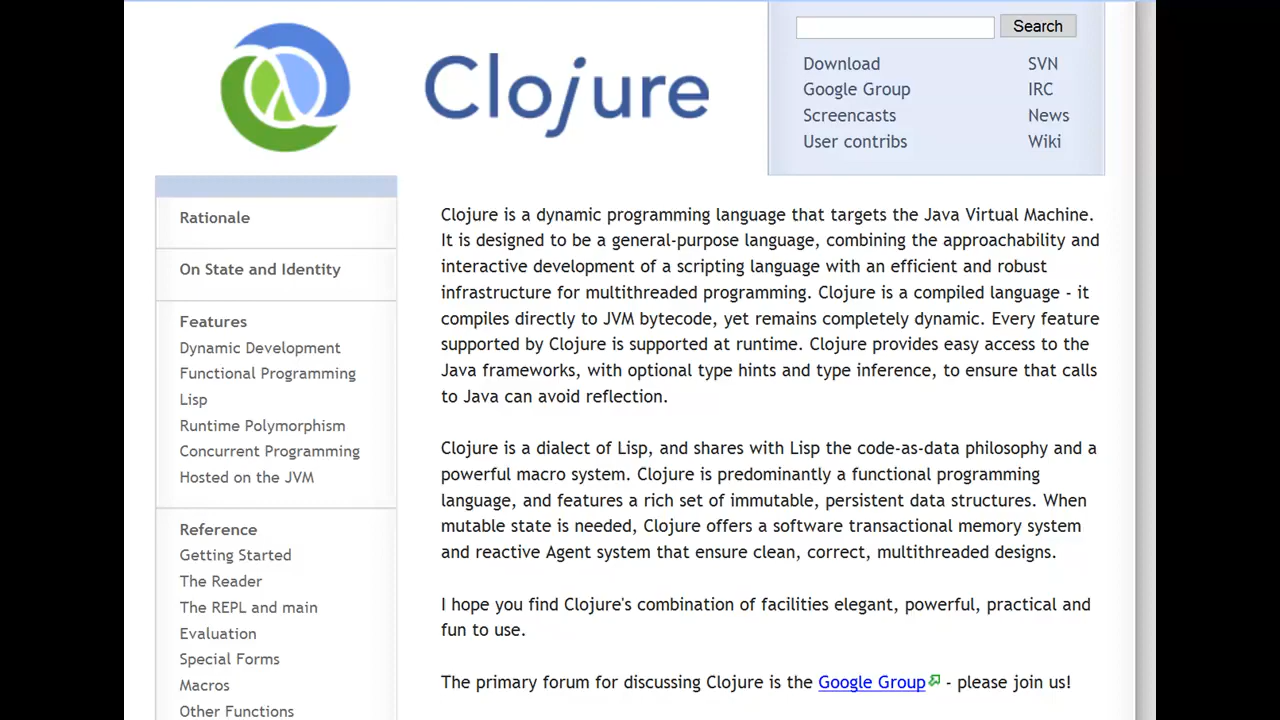 Clojure
Search
Download
SVN
Google Group
IRC
Screencasts
News
User contribs
Wiki
Rationale
On State and Identity
Features
Dynamic Development
Functional Programming
Lisp
Runtime Polymorphism
Concurrent Programming
Hosted on the JVM
Reference
Getting Started
The Reader
The REPL and main
Evaluation
Special Forms
Macros
Other Functions
Clojure is a dynamic programming language that targets the Java Virtual Machine.
It is designed to be a general-purpose language, combining the approachability and
interactive development of a scripting language with an efficient and robust
infrastructure for multithreaded programming. Clojure is a compiled language - it
compiles directly to JVM bytecode, yet remains completely dynamic. Every feature
supported by Clojure is supported at runtime. Clojure provides easy access to the
Java frameworks, with optional type hints and type inference, to ensure that calls
to Java can avoid reflection.
Clojure is a dialect of Lisp, and shares with Lisp the code-as-data philosophy and a
powerful macro system. Clojure is predominantly a functional programming
language, and features a rich set of immutable, persistent data structures. When
mutable state is needed, Clojure offers a software transactional memory system
and reactive Agent system that ensure clean, correct, multithreaded designs.
I hope you find Clojure's combination of facilities elegant, powerful, practical and
fun to use.
The primary forum for discussing Clojure is the Google Group - please join us!